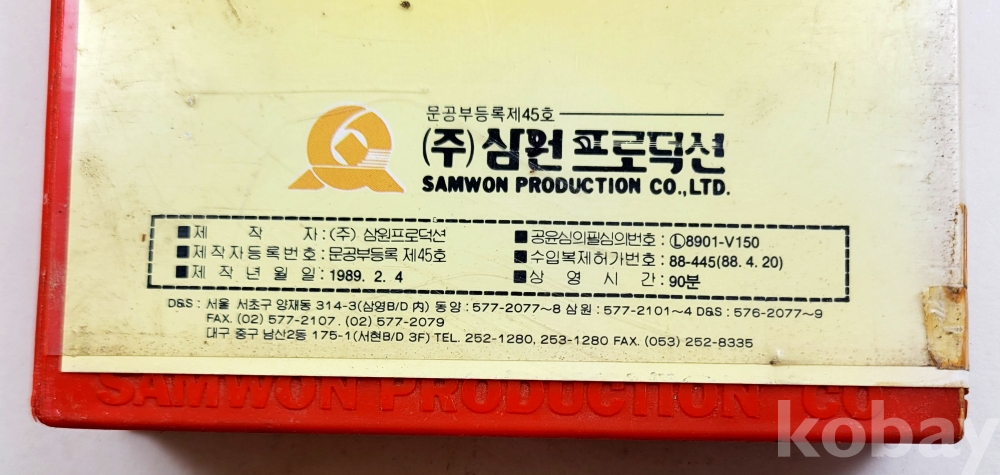 문공부등록제45호
(주) 삼원 프로덕션
SAMWON PRODUCTION CO.,LTD.
■제 작 자 : (주) 삼원프로덕션
■제작자등록번호 : 문공부등록 제45호
■제 작 년 월 일 : 1989. 2. 4
■공윤심의필심의번호 : Ⓛ8901-V150
■수입복제허가번호 : 88-445(88. 4. 20)
■상 영 시 간 : 90분
D&S : 서울 서초구 양재동 314-3(삼영B/D 内) 동양 : 577-2077~8 삼원 : 577-2101~4 D&S : 576-2077~9
FAX. (02) 577-2107. (02) 577-2079
대구 중구 남산2동 175-1(서현B/D 3F) TEL. 252-1280, 253-1280 FAX. (053) 252-8335
SAMWON PRODUCTION CO
kobay